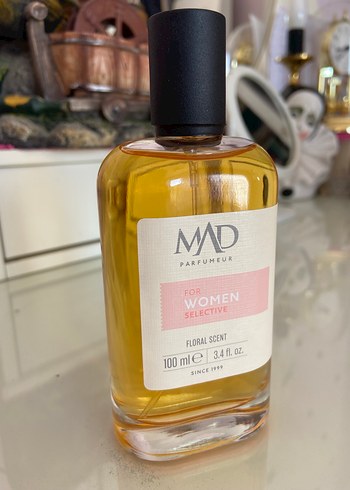 MAD
PARFUMEUR
FOR
WOMEN
SELECTIVE
FLORAL SCENT
100 ml ℮ 3.4 fl. oz.
SINCE 1999